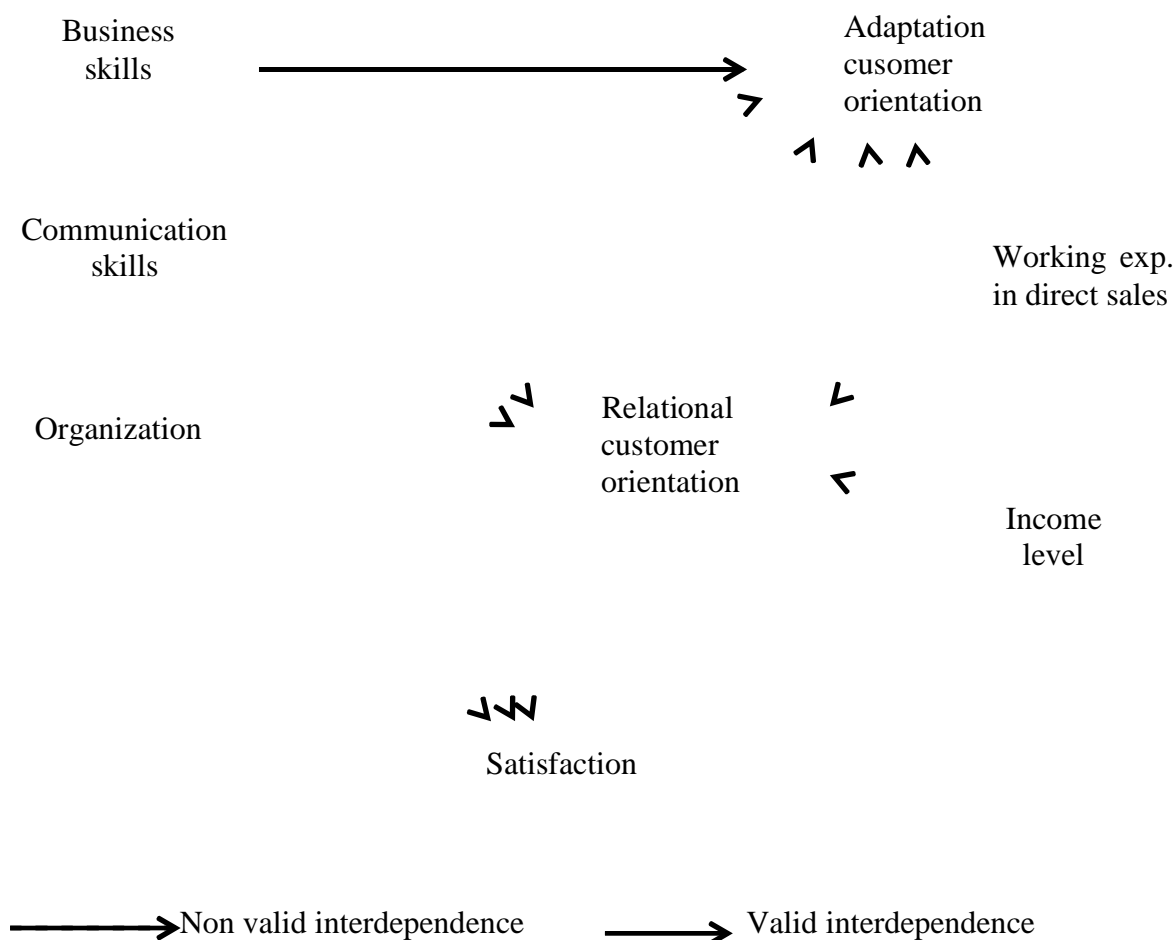 Business
skills
Adaptation
cusomer
orientation
Communication
skills
Working exp.
in direct sales
Organization
Relational
customer
orientation
Income
level
Satisfaction
Non valid interdependence
Valid interdependence